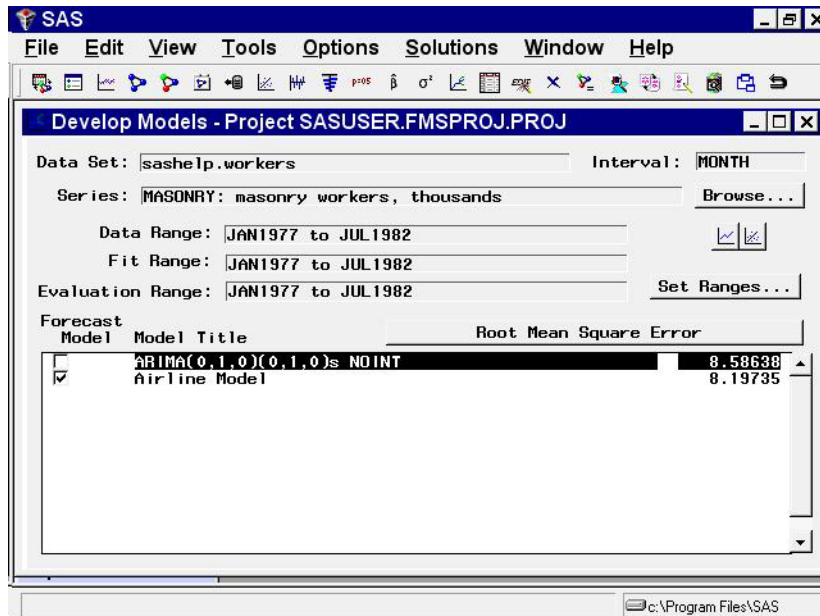 SAS
File Edit View Tools Options Solutions Window Help
Develop Models - Project SASUSER.FMSPROJ.PROJ
Data Set: sashelp.workers Interval: MONTH
Series: MASONRY: masonry workers, thousands Browse...
Data Range: JAN1977 to JUL1982
Fit Range: JAN1977 to JUL1982
Evaluation Range: JAN1977 to JUL1982 Set Ranges...
Forecast
Model Model Title Root Mean Square Error
ARIMA(0,1,0)(0,1,0)s NOINT 8.58638
Airline Model 8.19735
c:\Program Files\SAS